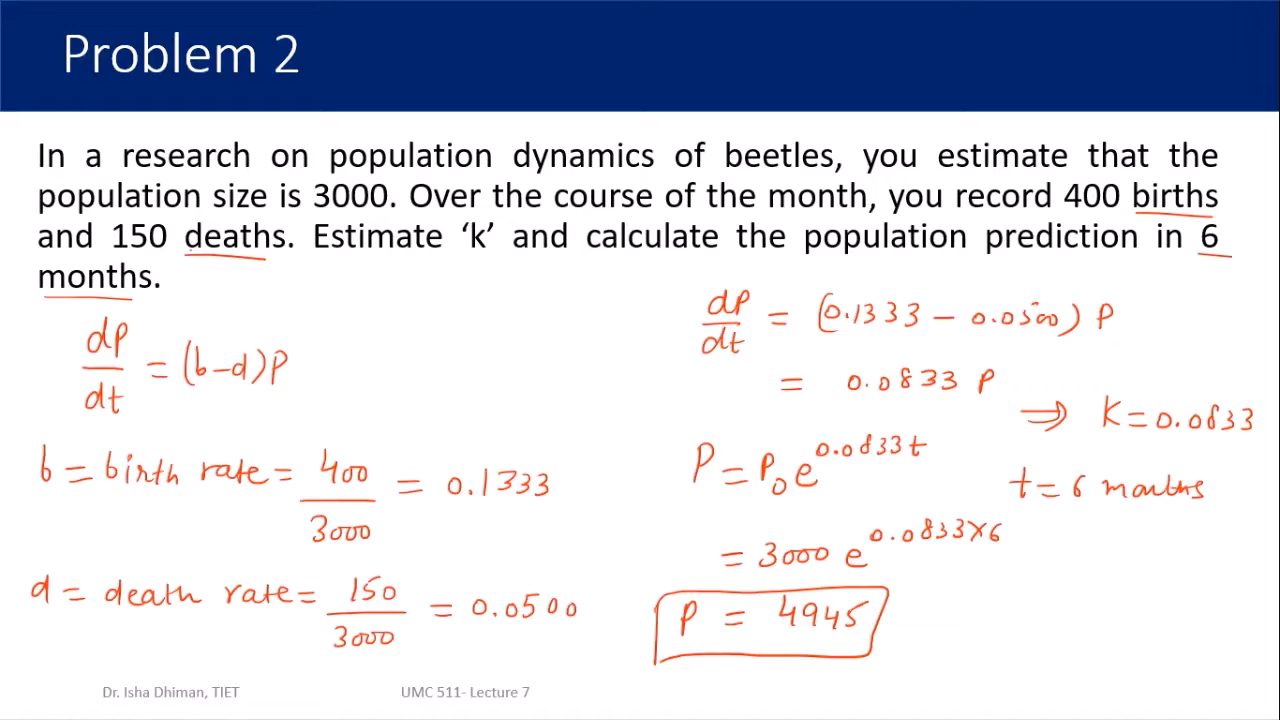 Problem 2
In a research on population dynamics of beetles, you estimate that the
population size is 3000. Over the course of the month, you record 400 births
and 150 deaths. Estimate ‘k’ and calculate the population prediction in 6
months.
dP/dt = (b-d)P
b = birth rate = 400/3000 = 0.1333
d = death rate = 150/3000 = 0.0500
dP/dt = (0.1333 - 0.0500) P
= 0.0833 P
⇒ K = 0.0833
P = P₀ e^0.0833t
t = 6 months
= 3000 e^0.0833×6
P = 4945
Dr. Isha Dhiman, TIET
UMC 511- Lecture 7